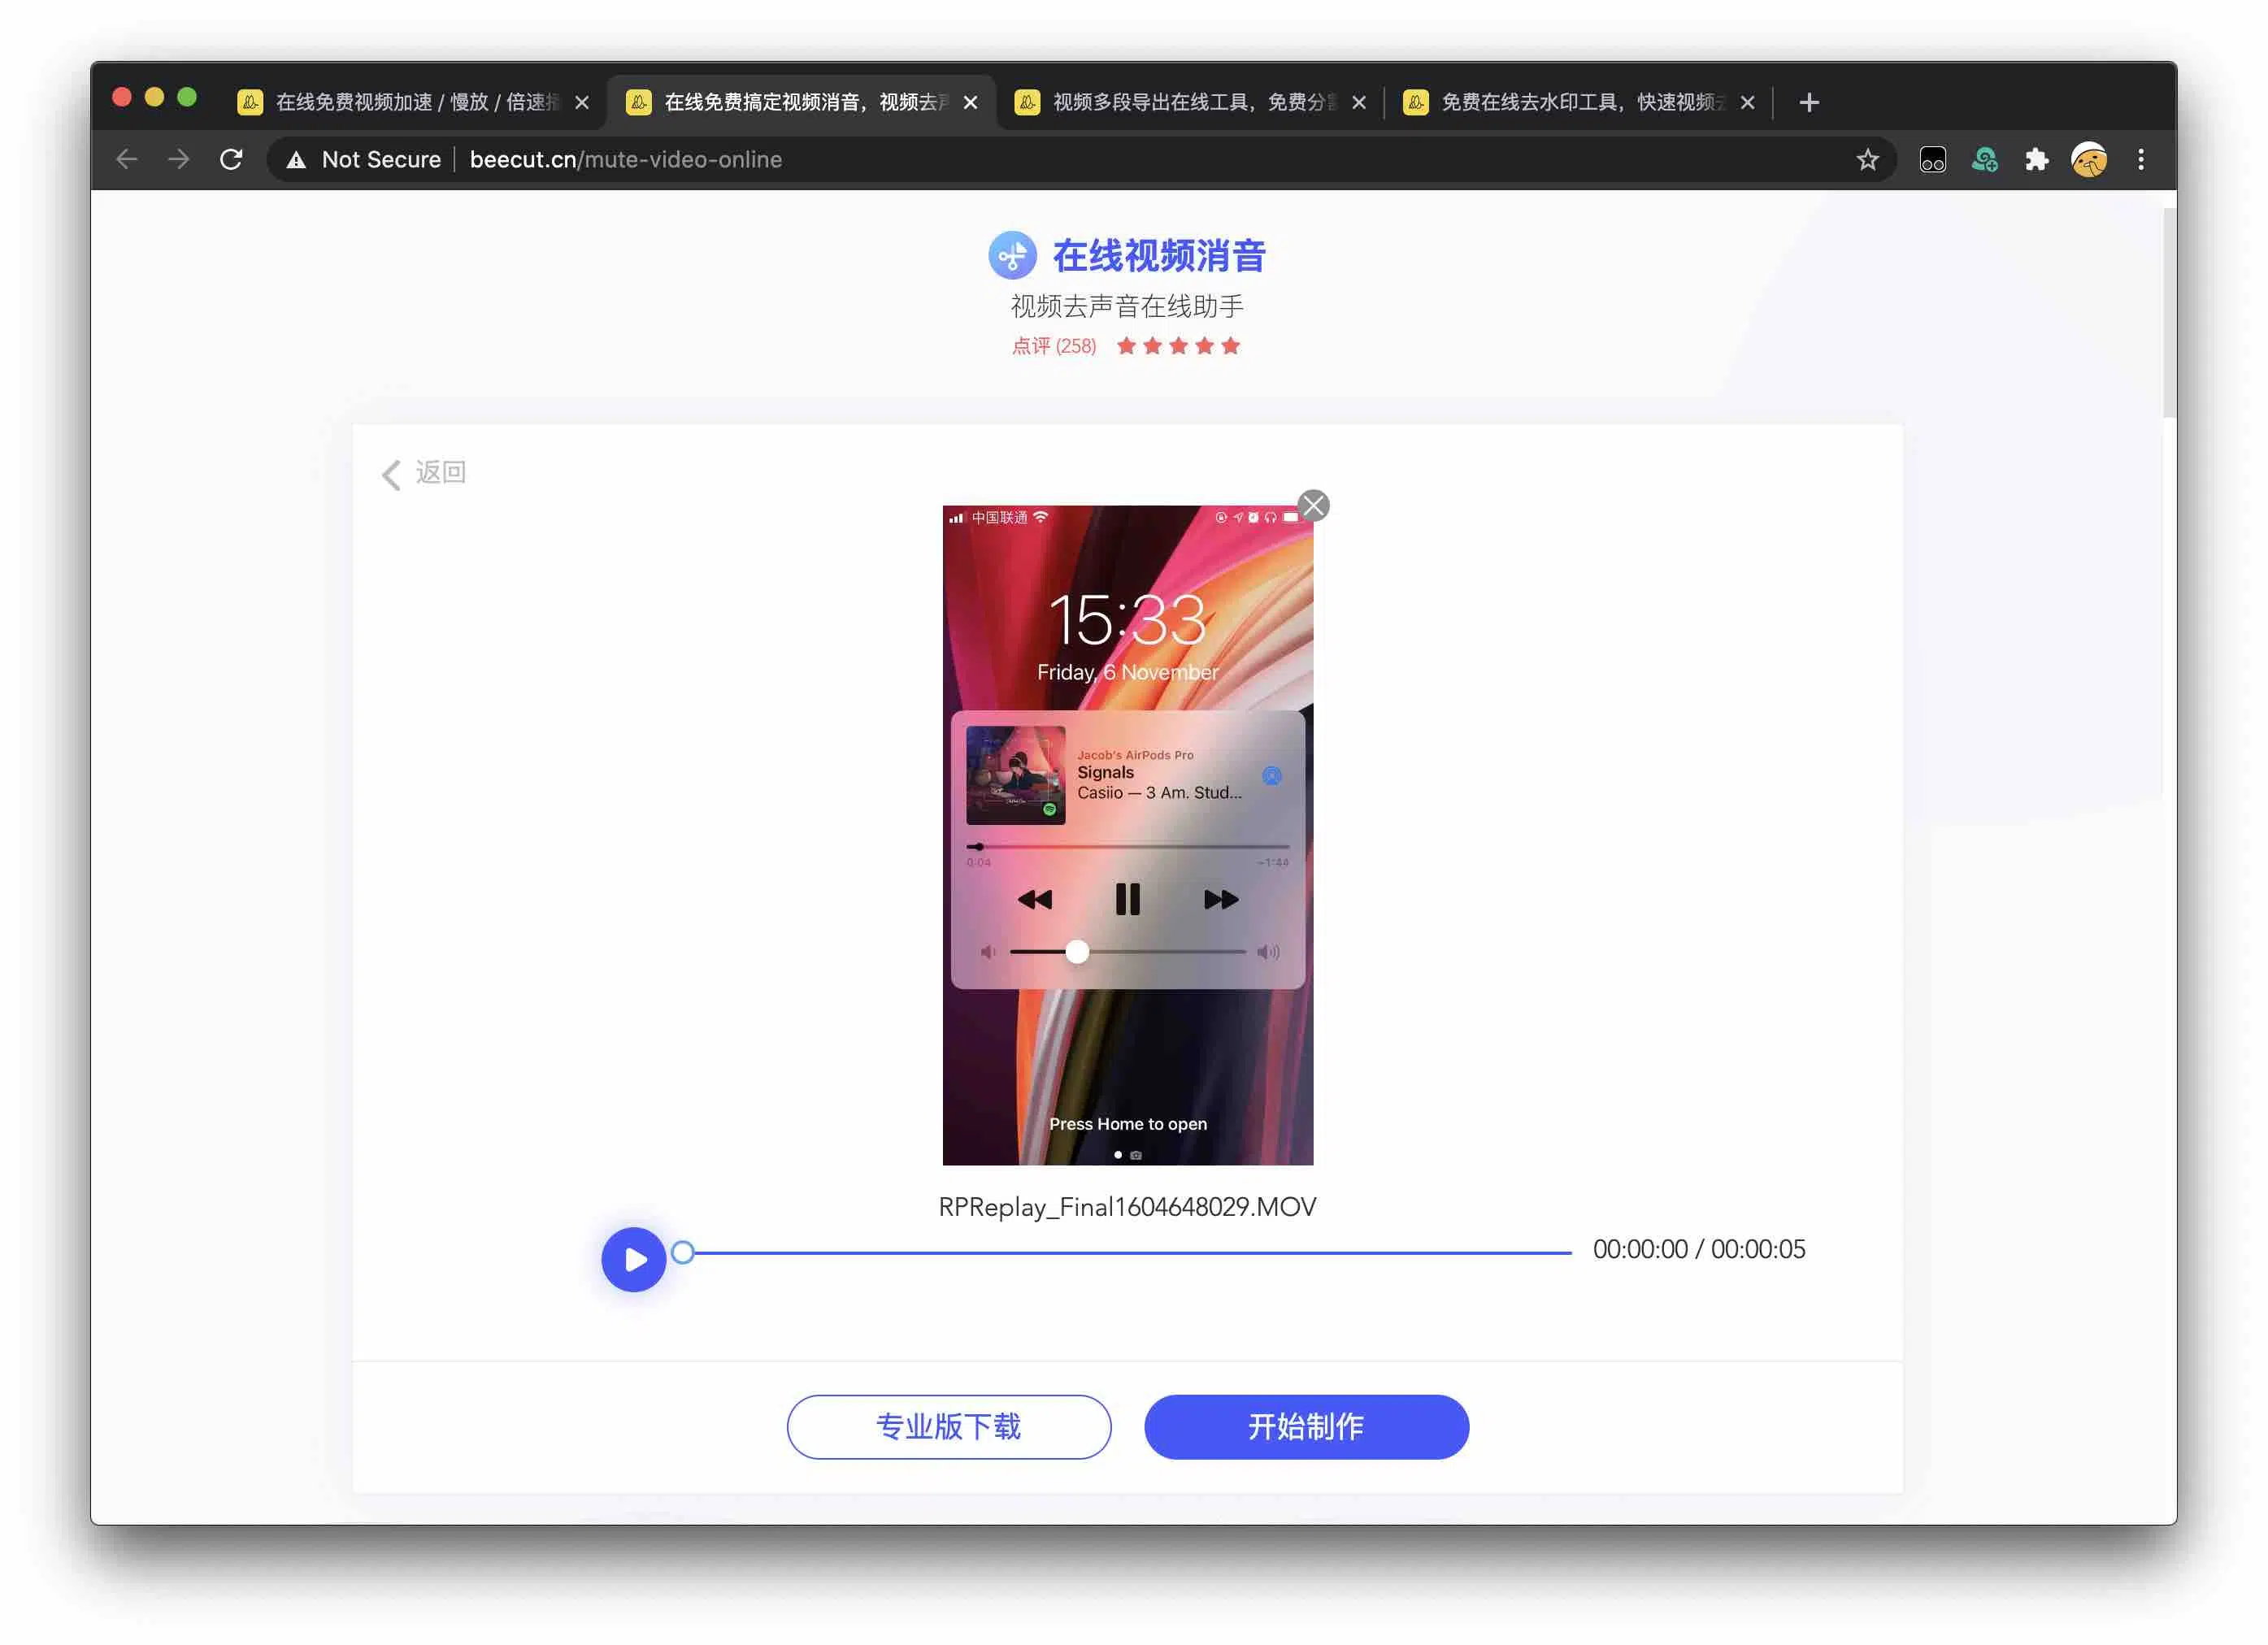 在线免费视频加速 / 慢放 / 倍速
在线免费搞定视频消音，视频去
视频多段导出在线工具，免费分
免费在线去水印工具，快速视频
Not Secure
beecut.cn/mute-video-online
在线视频消音
视频去声音在线助手
点评 (258)
返回
中国联通
15:33
Friday, 6 November
Jacob's AirPods Pro
Signals
Casiio — 3 Am. Stud...
0:04
-1:44
Press Home to open
RPReplay_Final1604648029.MOV
00:00:00 / 00:00:05
专业版下载
开始制作